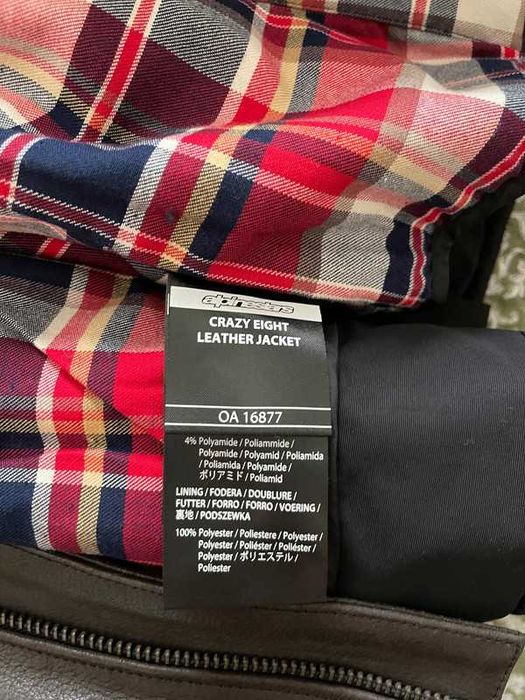 alpinestars
CRAZY EIGHT
LEATHER JACKET
OA 16877
4% Polyamide / Poliammide /
Polyamide / Polyamid / Poliamida
/ Poliamida / Polyamide /
ポリアミド / Poliamid
LINING / FODERA / DOUBLURE /
FUTTER / FORRO / FORRO / VOERING /
裏地 / PODSZEWKA
100% Polyester / Poliestere / Polyester /
Polyester / Poliéster / Poliéster /
Polyester / ポリエステル /
Poliester